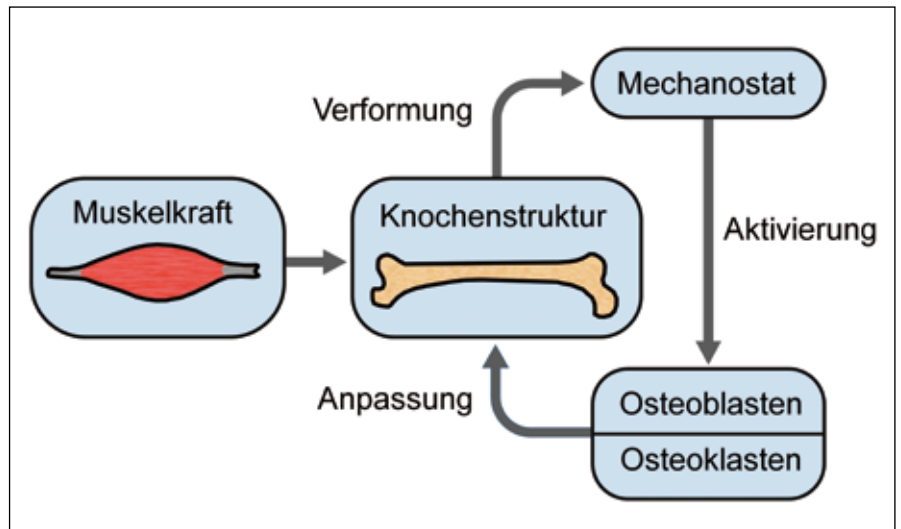 Mechanostat
Verformung
Muskelkraft
Knochenstruktur
Aktivierung
Anpassung
Osteoblasten
Osteoklasten